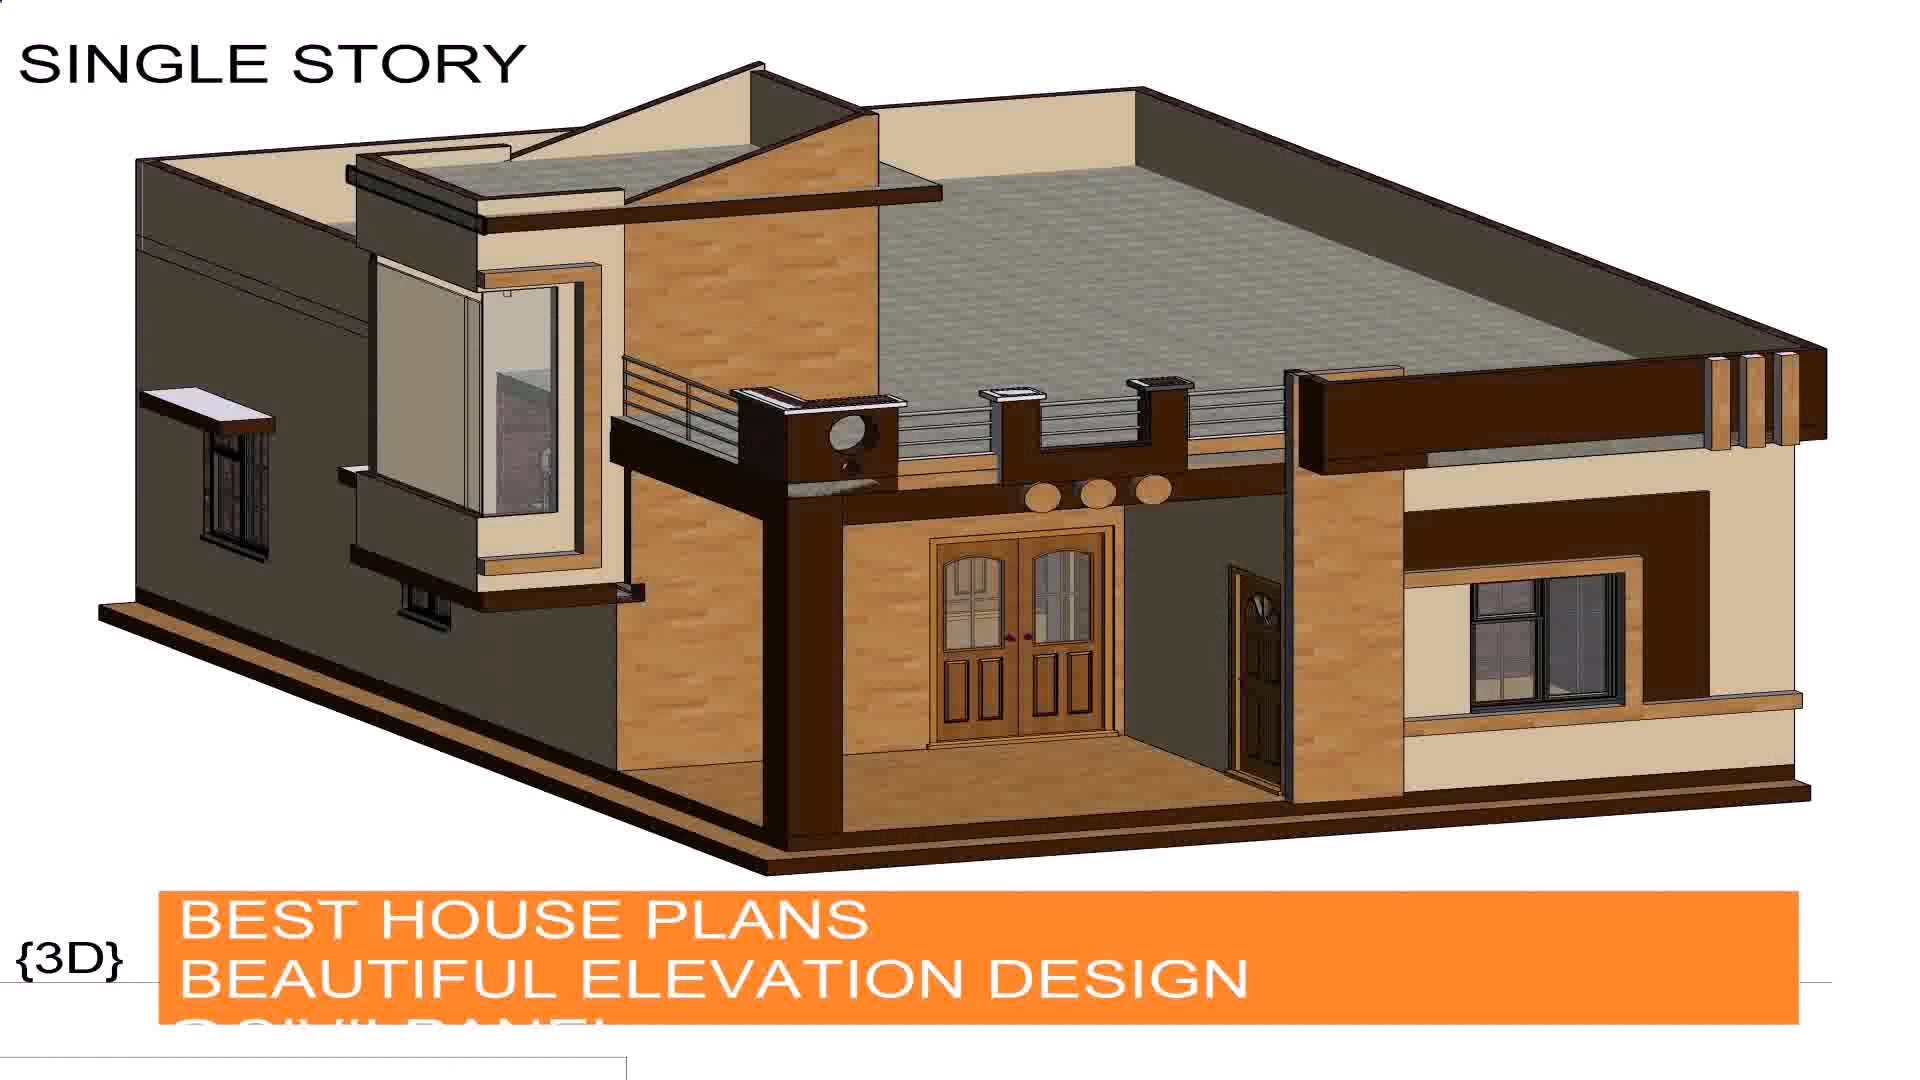 SINGLE STORY
{3D}
BEST HOUSE PLANS
BEAUTIFUL ELEVATION DESIGN